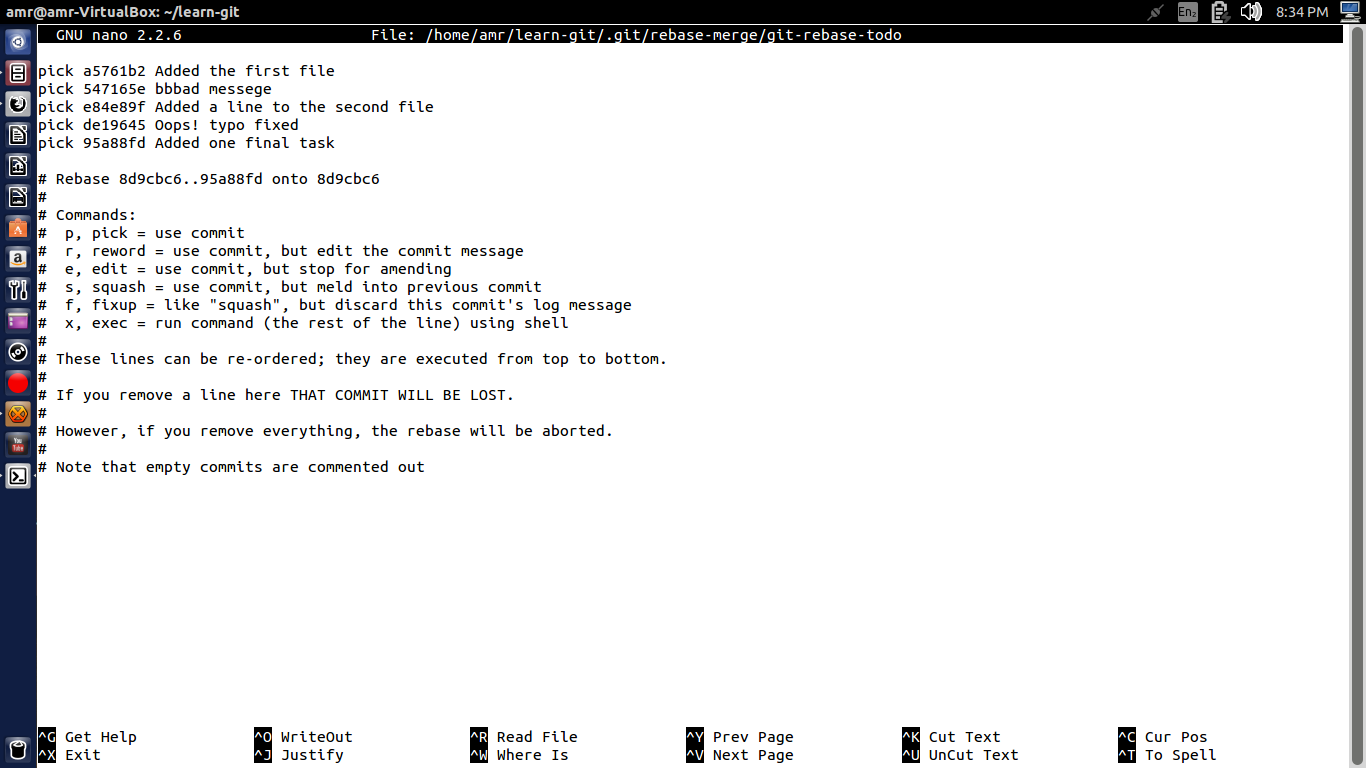 amr@amr-VirtualBox: ~/learn-git
En2
8:34 PM
GNU nano 2.2.6 File: /home/amr/learn-git/.git/rebase-merge/git-rebase-todo
pick a5761b2 Added the first file
pick 547165e bbbad messege
pick e84e89f Added a line to the second file
pick de19645 Oops! typo fixed
pick 95a88fd Added one final task
# Rebase 8d9cbc6..95a88fd onto 8d9cbc6
#
# Commands:
#  p, pick = use commit
#  r, reword = use commit, but edit the commit message
#  e, edit = use commit, but stop for amending
#  s, squash = use commit, but meld into previous commit
#  f, fixup = like "squash", but discard this commit's log message
#  x, exec = run command (the rest of the line) using shell
#
# These lines can be re-ordered; they are executed from top to bottom.
#
# If you remove a line here THAT COMMIT WILL BE LOST.
#
# However, if you remove everything, the rebase will be aborted.
#
# Note that empty commits are commented out
a
You
Tube
^G Get Help ^O WriteOut ^R Read File ^Y Prev Page ^K Cut Text ^C Cur Pos
^X Exit ^J Justify ^W Where Is ^V Next Page ^U UnCut Text ^T To Spell